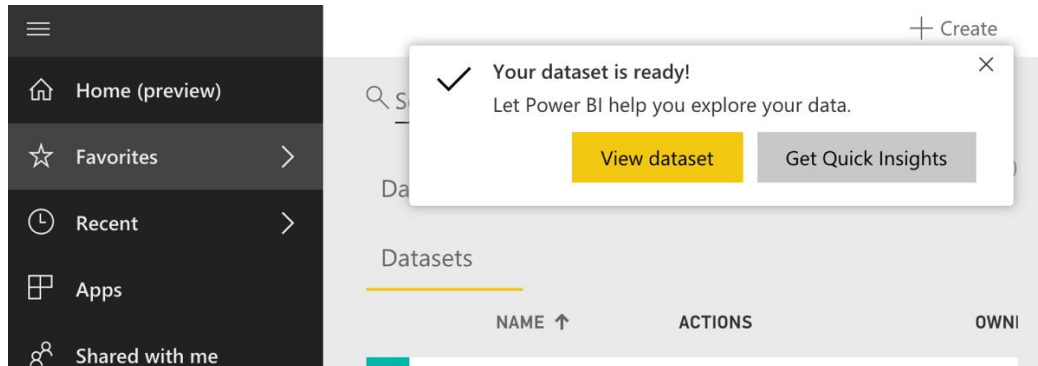 + Create
Home (preview)
Your dataset is ready!
Let Power BI help you explore your data.
View dataset
Get Quick Insights
Favorites
Recent
Datasets
Apps
NAME ↑
ACTIONS
OWN
Shared with me